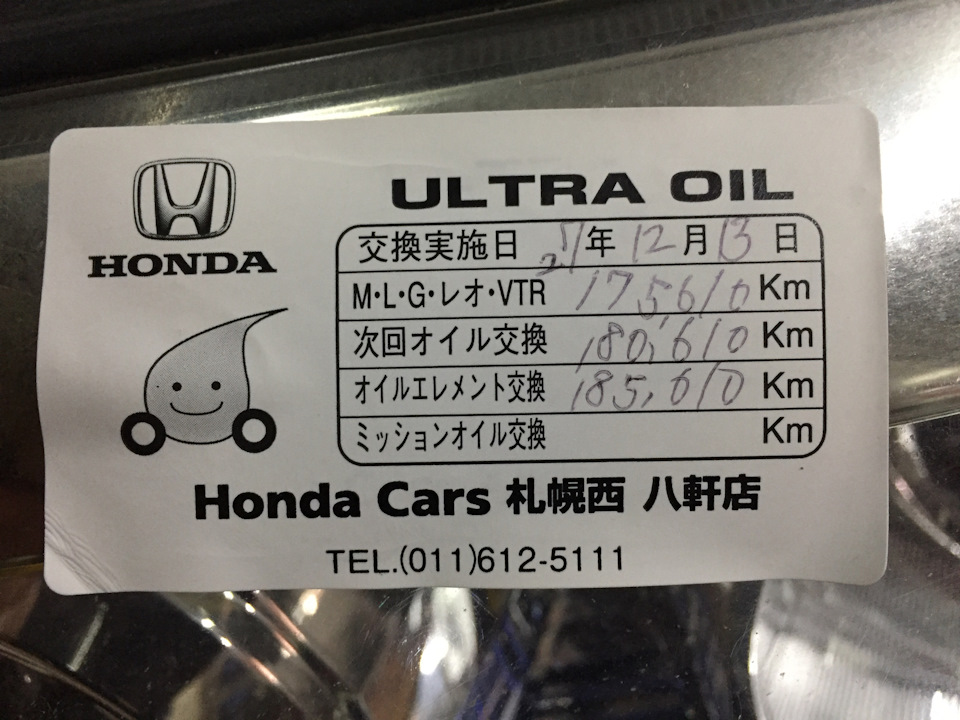 HONDA
ULTRA OIL
交換実施日 年 12月13日
M・L・G・レオ・VTR 175,610 Km
次回オイル交換 180,610 Km
オイルエレメント交換 185,610 Km
ミッションオイル交換 Km
Honda Cars 札幌西 八軒店
TEL.(011)612-5111